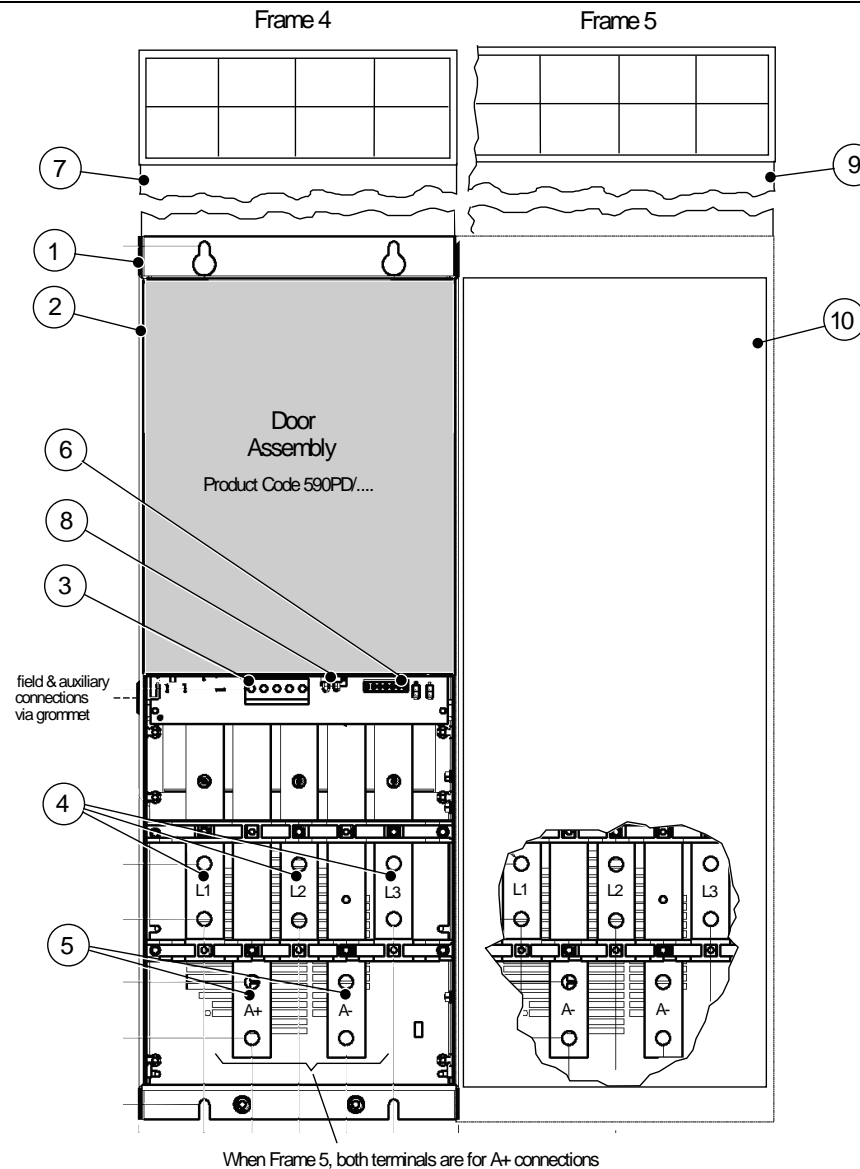 Frame 4
Frame 5
7
9
1
2
10
Door
Assembly
Product Code 590PD/....
6
8
3
field & auxiliary
connections
via grommet
4
L1
L2
L3
L1
L2
L3
5
A+
A-
A-
A-
When Frame 5, both terminals are for A+ connections